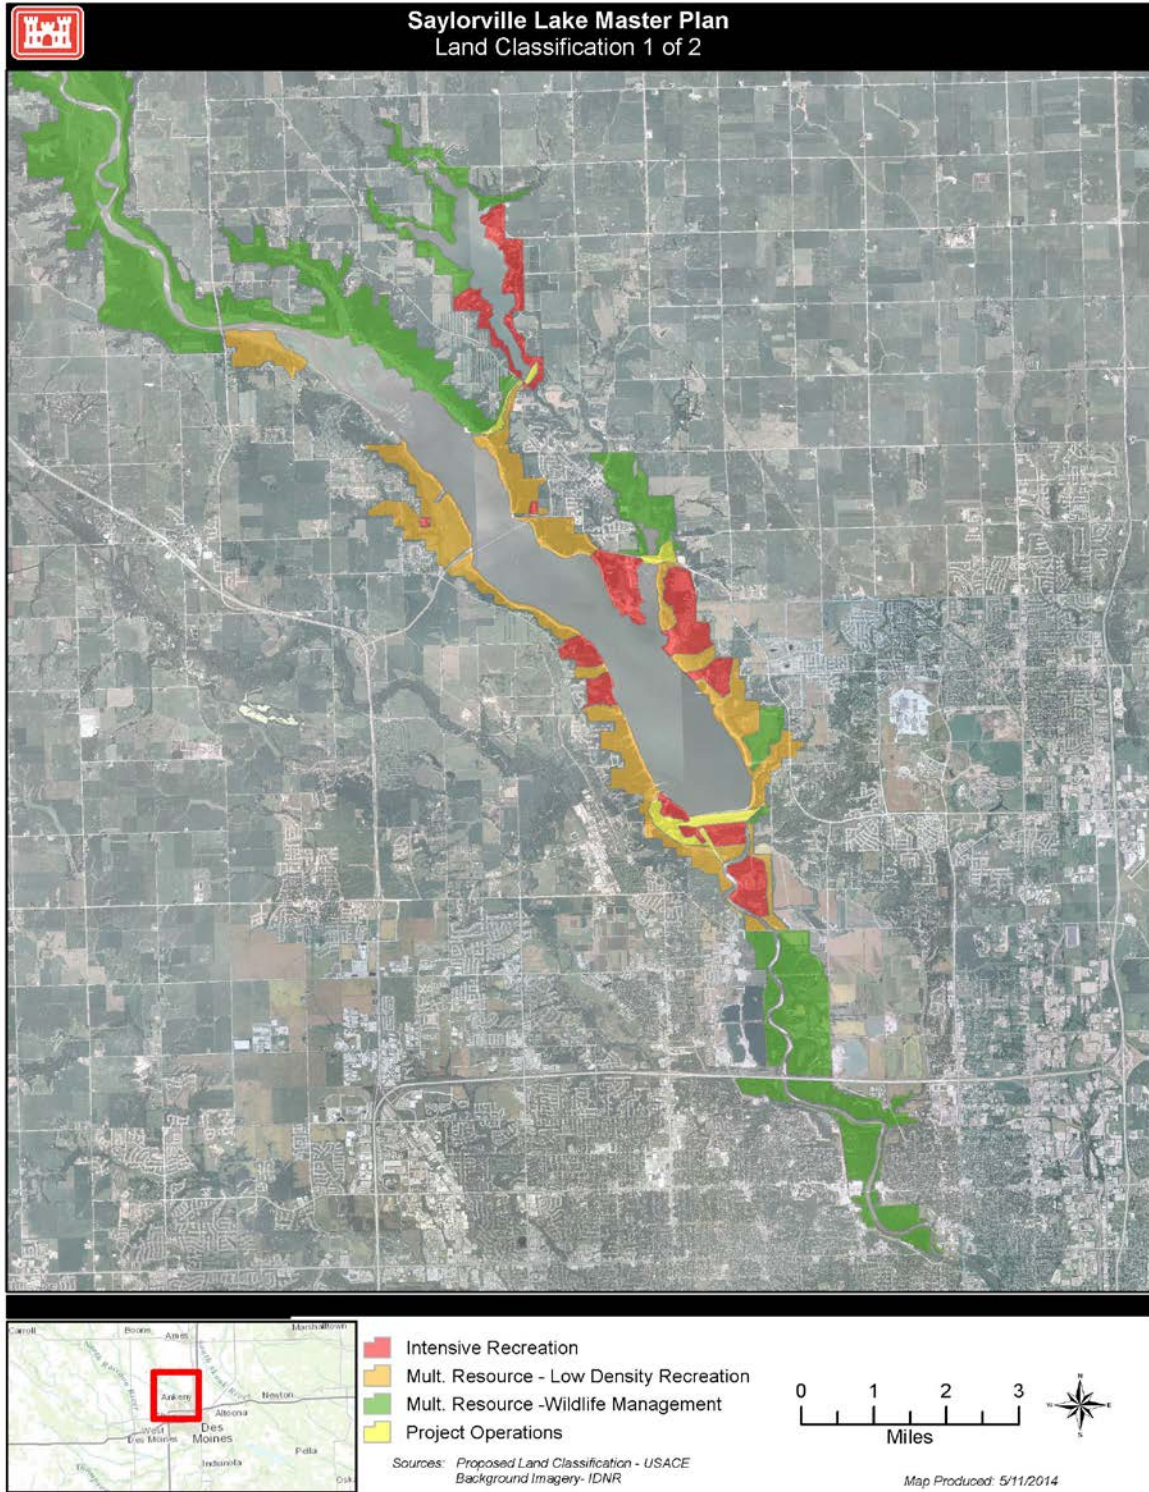 Saylorville Lake Master Plan
Land Classification 1 of 2
Carroll
Boone
Ames
Marshalltown
Ankeny
Newton
Altoona
West
Des Moines
Des
Moines
Pella
Indianola
Intensive Recreation
Mult. Resource - Low Density Recreation
Mult. Resource -Wildlife Management
Project Operations
Sources: Proposed Land Classification - USACE
Background Imagery- IDNR
0 1 2 3
Miles
N
W E
S
Map Produced: 5/11/2014